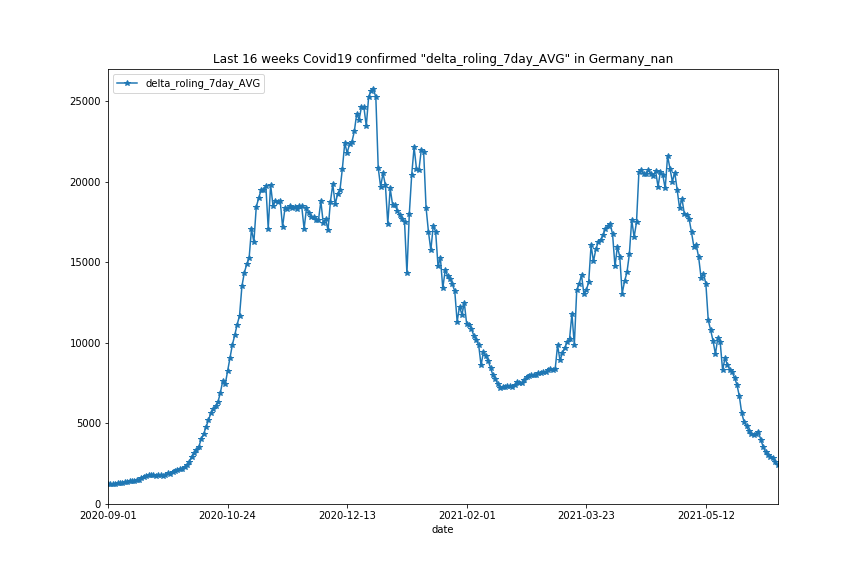 Last 16 weeks Covid19 confirmed "delta_roling_7day_AVG" in Germany_nan
delta_roling_7day_AVG
25000
20000
15000
10000
5000
0
2020-09-01 2020-10-24 2020-12-13 2021-02-01 2021-03-23 2021-05-12
date